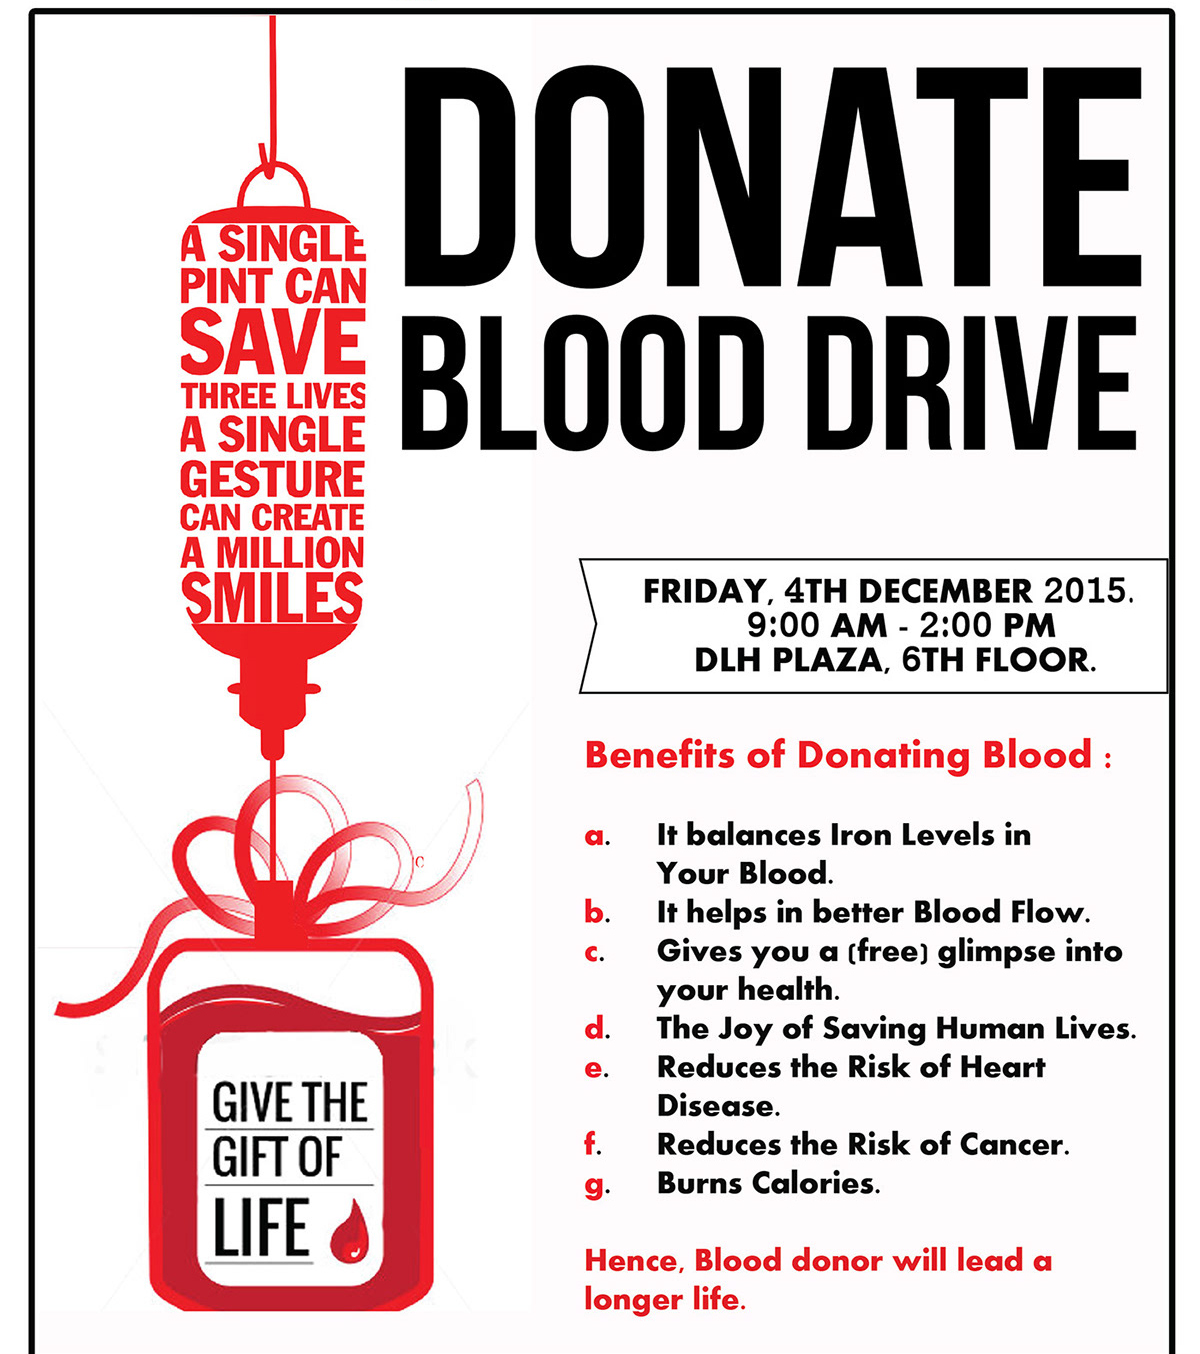 DONATE
BLOOD DRIVE
A SINGLE
PINT CAN
SAVE
THREE LIVES
A SINGLE
GESTURE
CAN CREATE
A MILLION
SMILES
FRIDAY, 4TH DECEMBER 2015.
9:00 AM - 2:00 PM
DLH PLAZA, 6TH FLOOR.
Benefits of Donating Blood :
a. It balances Iron Levels in
Your Blood.
b. It helps in better Blood Flow.
c. Gives you a (free) glimpse into
your health.
d. The Joy of Saving Human Lives.
e. Reduces the Risk of Heart
Disease.
f. Reduces the Risk of Cancer.
g. Burns Calories.
Hence, Blood donor will lead a
longer life.
GIVE THE
GIFT OF
LIFE